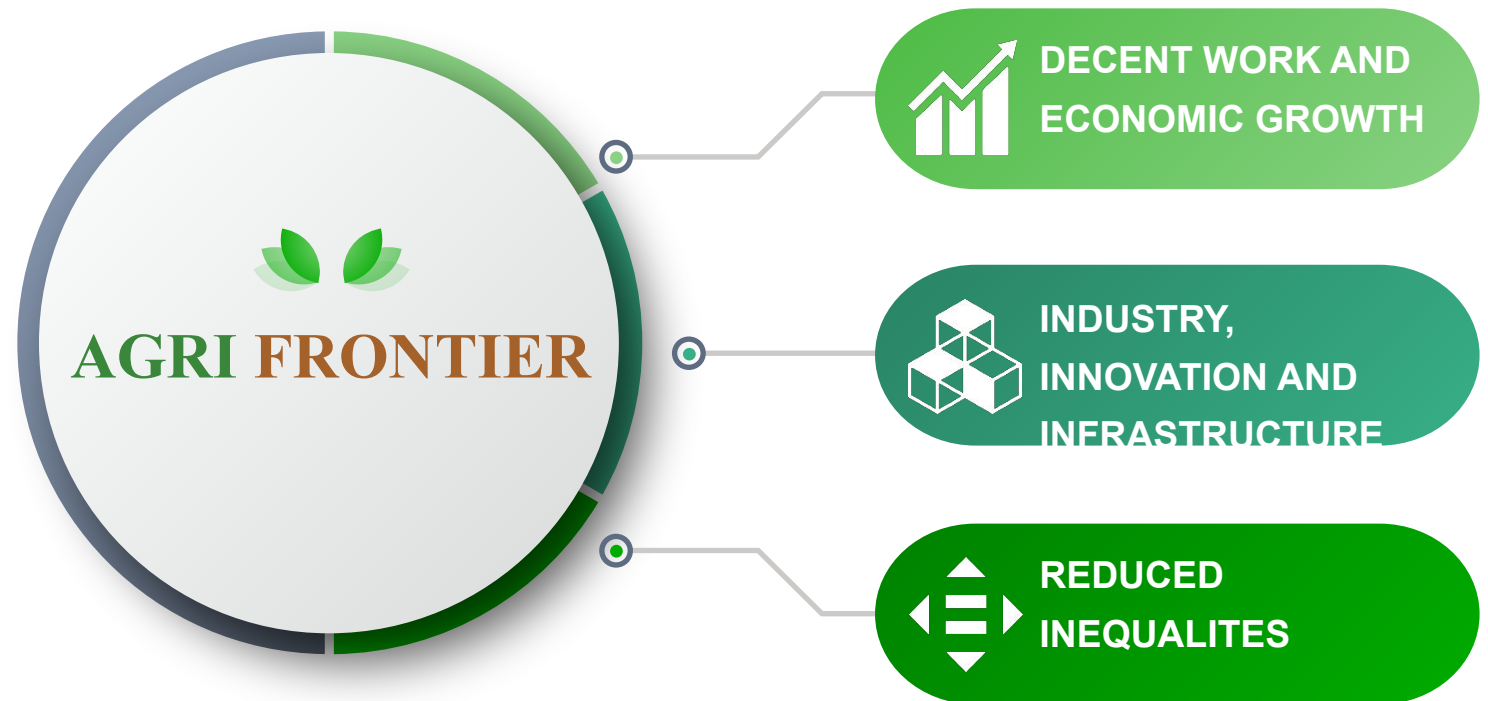 AGRI FRONTIER
DECENT WORK AND
ECONOMIC GROWTH
INDUSTRY,
INNOVATION AND
INFRASTRUCTURE
REDUCED
INEQUALITES